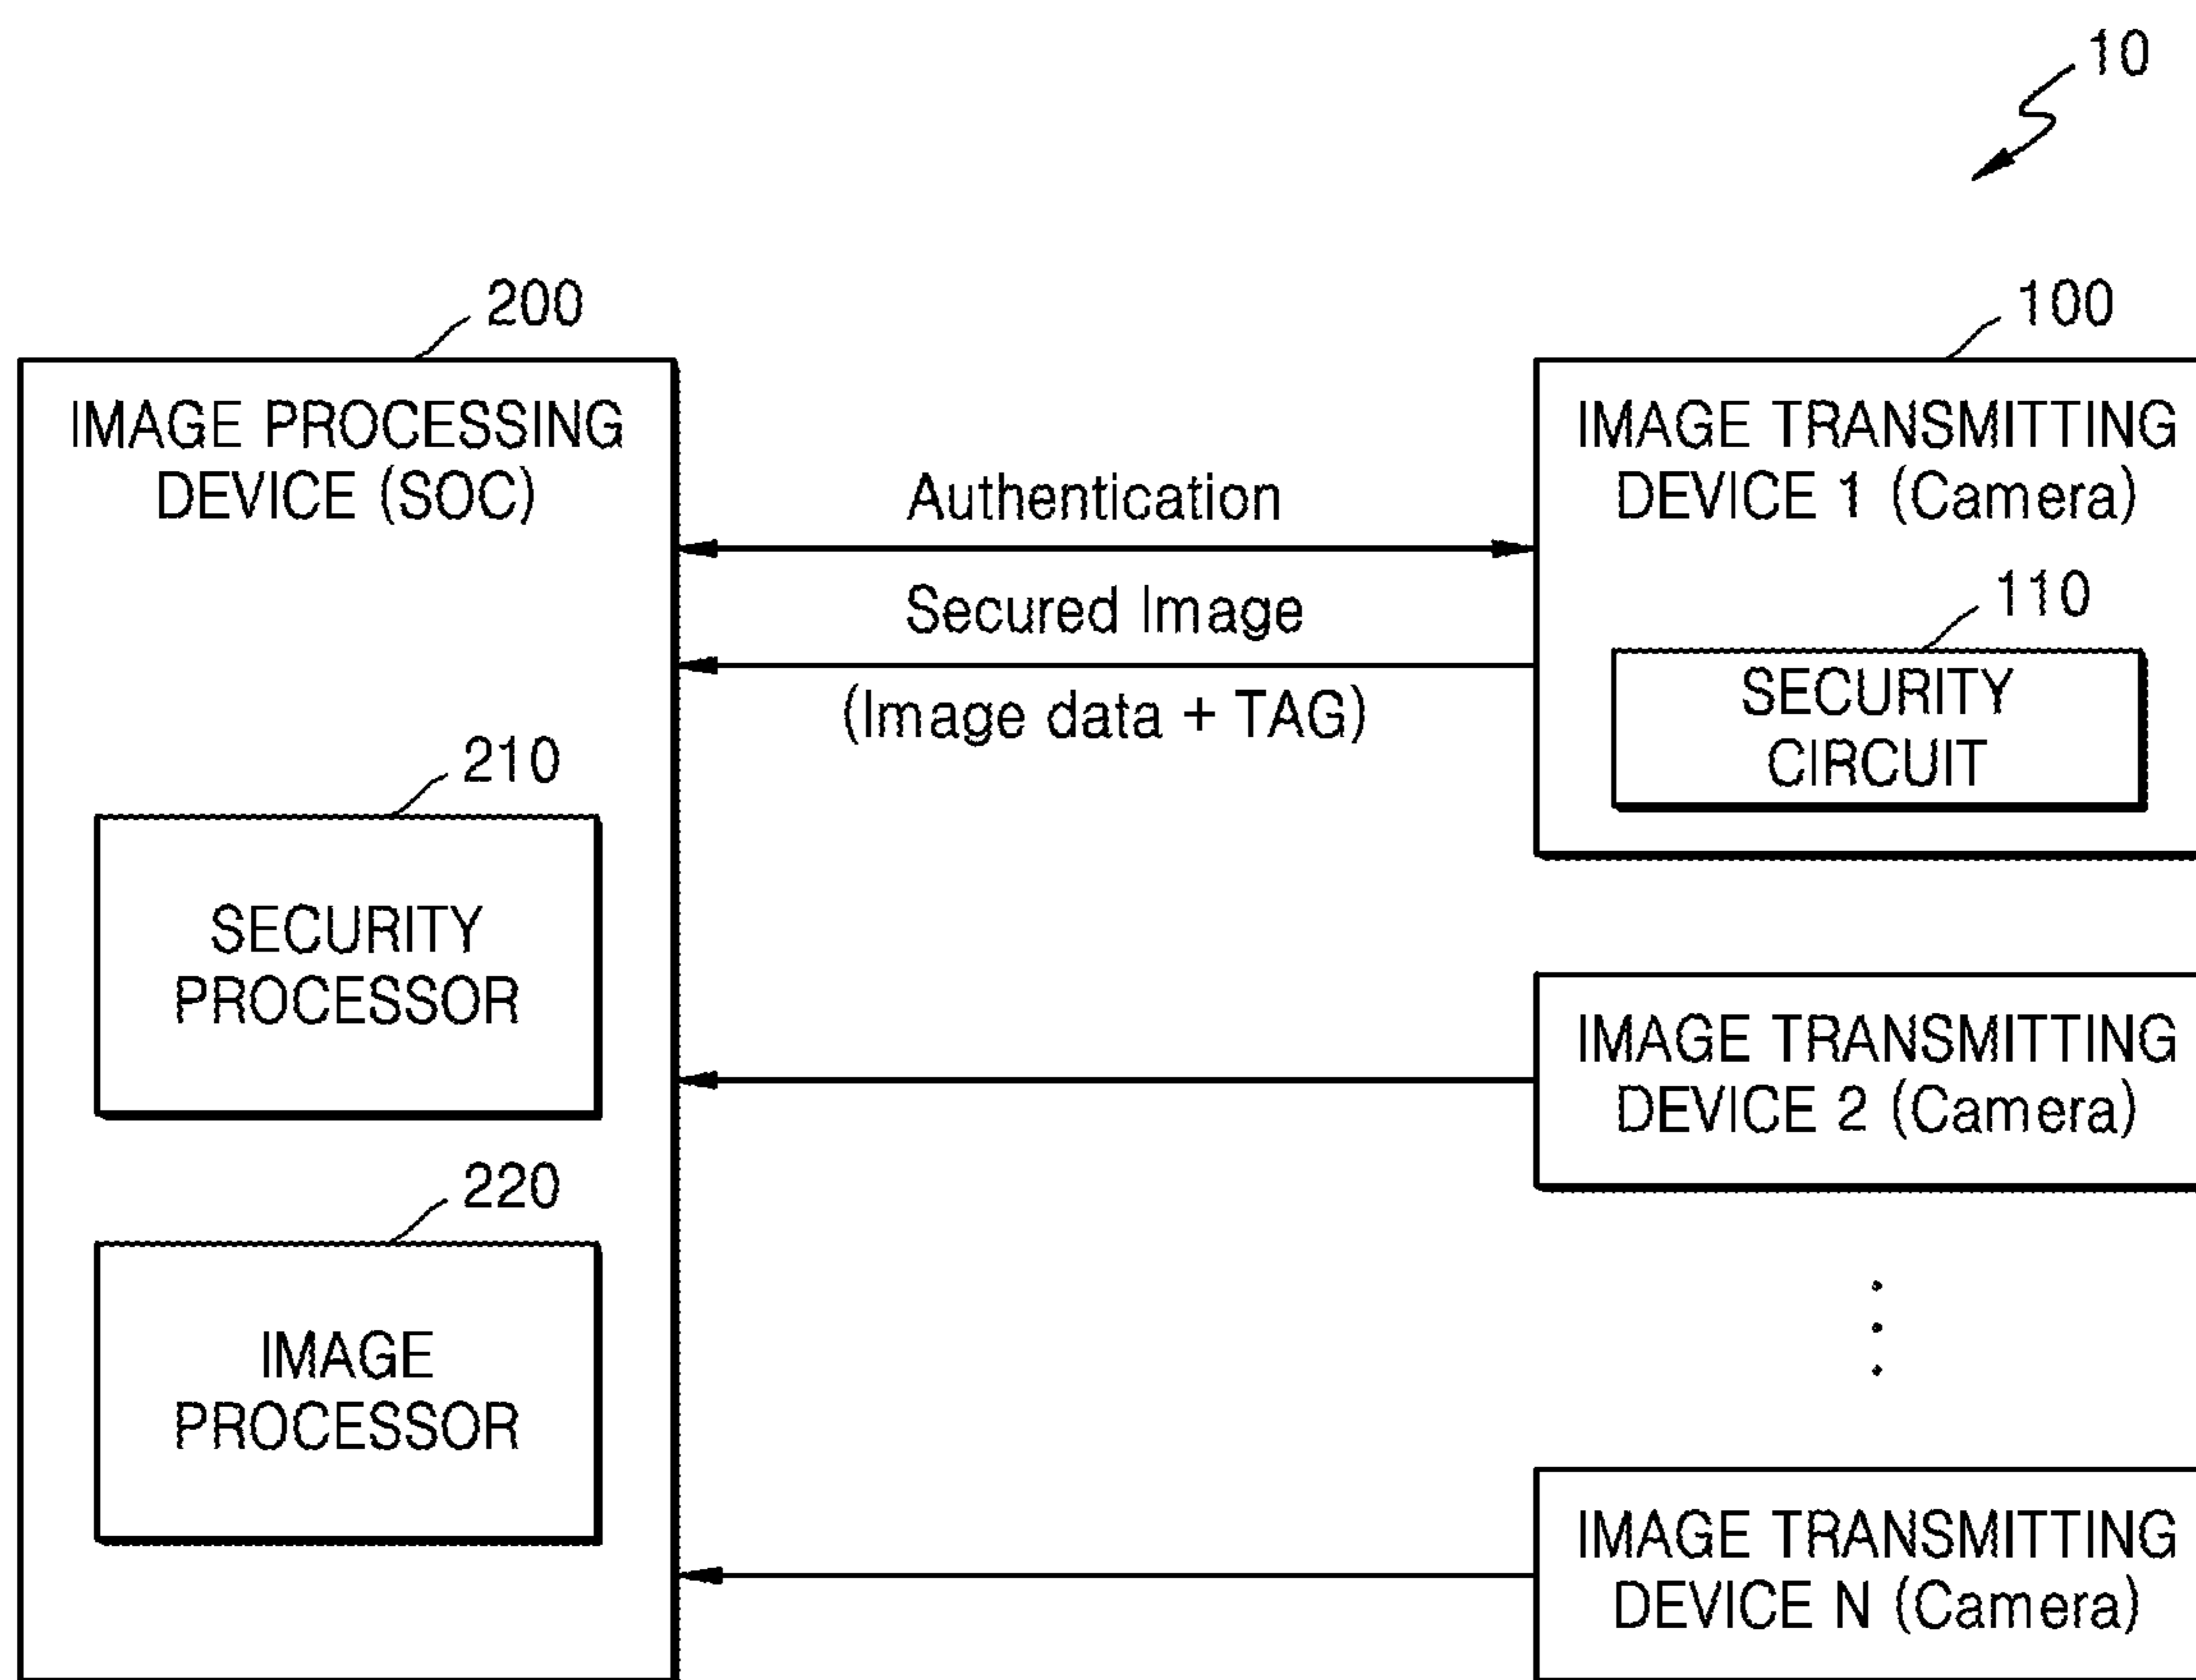 10
200
IMAGE PROCESSING
DEVICE (SOC)
210
SECURITY
PROCESSOR
220
IMAGE
PROCESSOR
Authentication
Secured Image
(Image data + TAG)
100
IMAGE TRANSMITTING
DEVICE 1 (Camera)
110
SECURITY
CIRCUIT
IMAGE TRANSMITTING
DEVICE 2 (Camera)
IMAGE TRANSMITTING
DEVICE N (Camera)